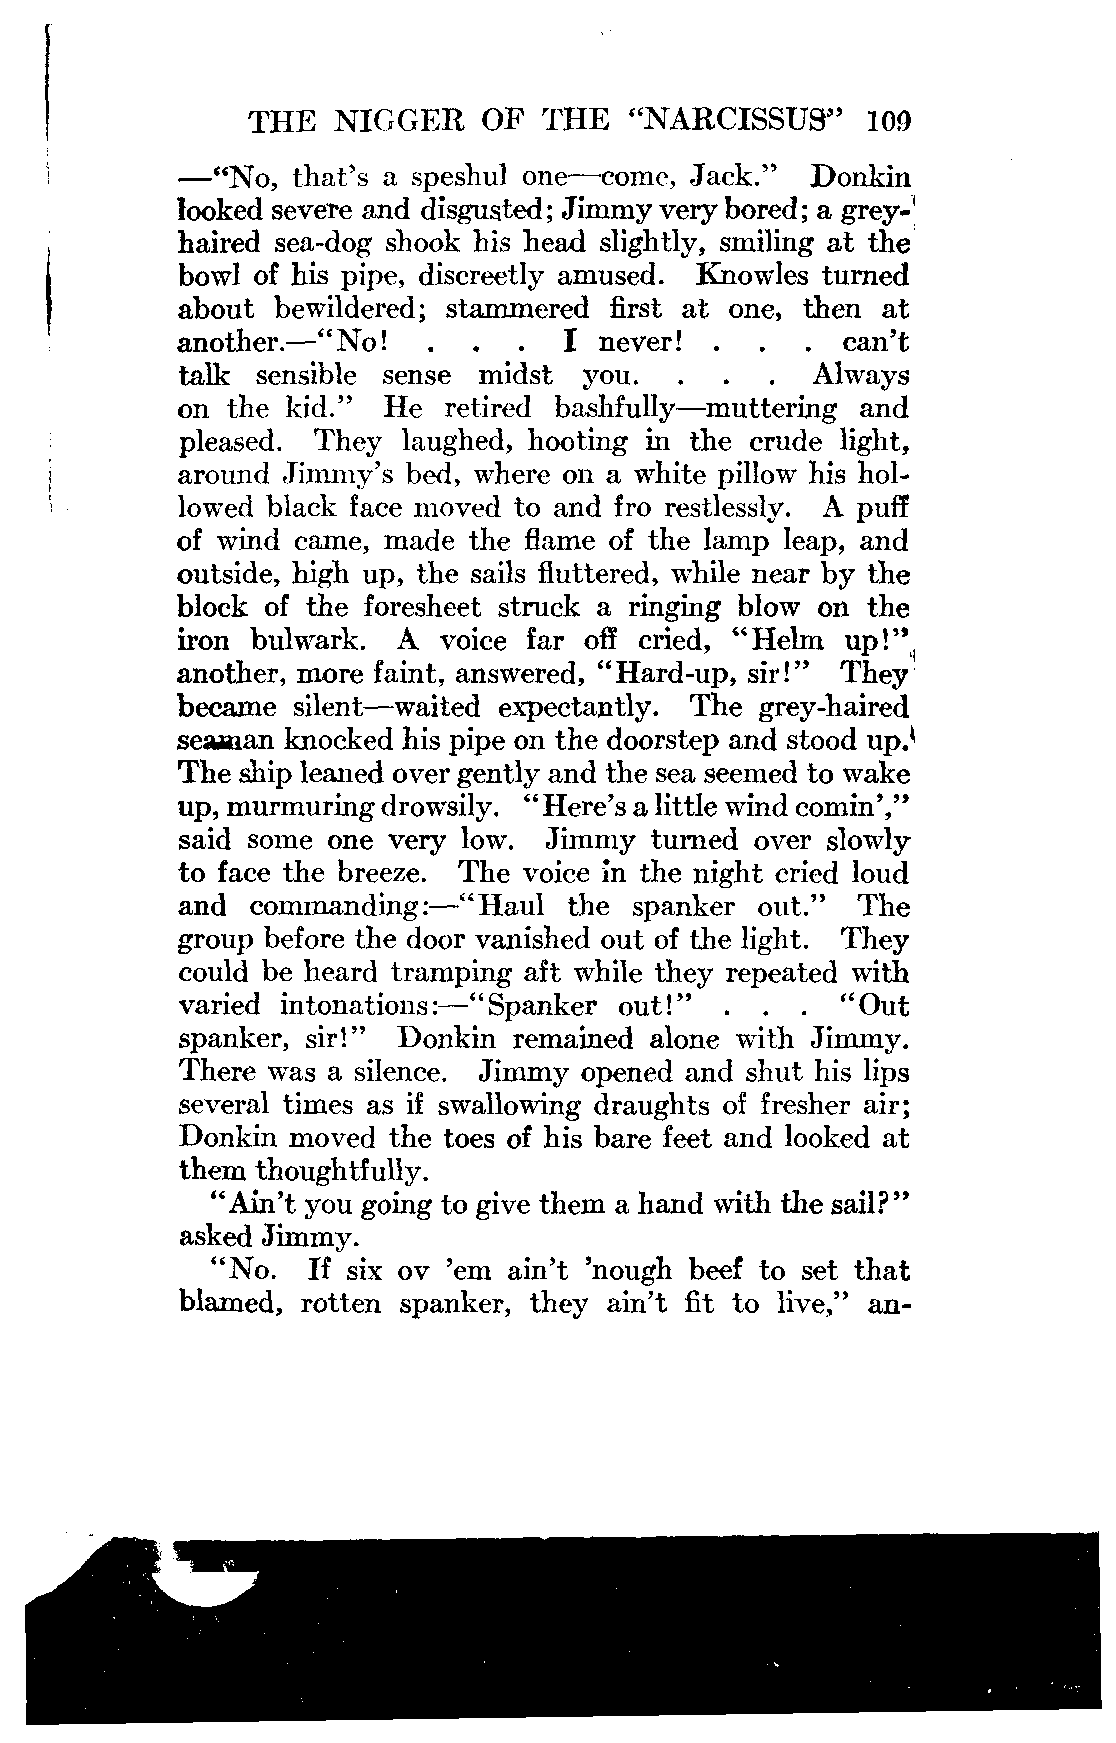 THE NIGGER OF THE “NARCISSUS” 109
—“No, that’s a speshul one—come, Jack.” Donkin
looked severe and disgusted; Jimmy very bored; a grey-
haired sea-dog shook his head slightly, smiling at the
bowl of his pipe, discreetly amused. Knowles turned
about bewildered; stammered first at one, then at
another.—“No! . . . I never! . . . can’t
talk sensible sense midst you. . . . Always
on the kid.” He retired bashfully—muttering and
pleased. They laughed, hooting in the crude light,
around Jimmy’s bed, where on a white pillow his hol-
lowed black face moved to and fro restlessly. A puff
of wind came, made the flame of the lamp leap, and
outside, high up, the sails fluttered, while near by the
block of the foresheet struck a ringing blow on the
iron bulwark. A voice far off cried, “Helm up!”
another, more faint, answered, “Hard-up, sir!” They
became silent—waited expectantly. The grey-haired
seaman knocked his pipe on the doorstep and stood up.
The ship leaned over gently and the sea seemed to wake
up, murmuring drowsily. “Here’s a little wind comin’,”
said some one very low. Jimmy turned over slowly
to face the breeze. The voice in the night cried loud
and commanding:—“Haul the spanker out.” The
group before the door vanished out of the light. They
could be heard tramping aft while they repeated with
varied intonations:—“Spanker out!” . . . “Out
spanker, sir!” Donkin remained alone with Jimmy.
There was a silence. Jimmy opened and shut his lips
several times as if swallowing draughts of fresher air;
Donkin moved the toes of his bare feet and looked at
them thoughtfully.
“Ain’t you going to give them a hand with the sail?”
asked Jimmy.
“No. If six ov ’em ain’t ’nough beef to set that
blamed, rotten spanker, they ain’t fit to live,” an-